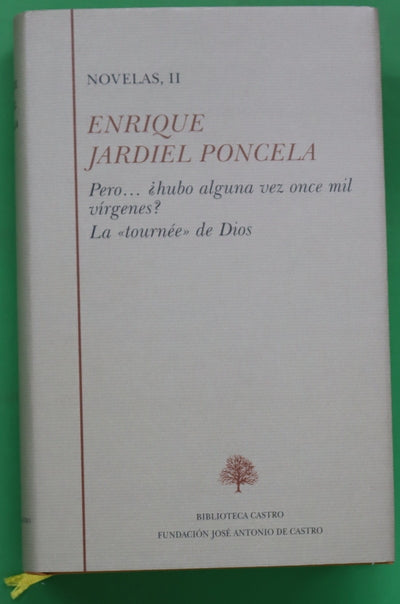 NOVELAS, II
ENRIQUE
JARDIEL PONCELA
Pero... ¿hubo alguna vez once mil
vírgenes?
La «tournée» de Dios
BIBLIOTECA CASTRO
FUNDACIÓN JOSÉ ANTONIO DE CASTRO